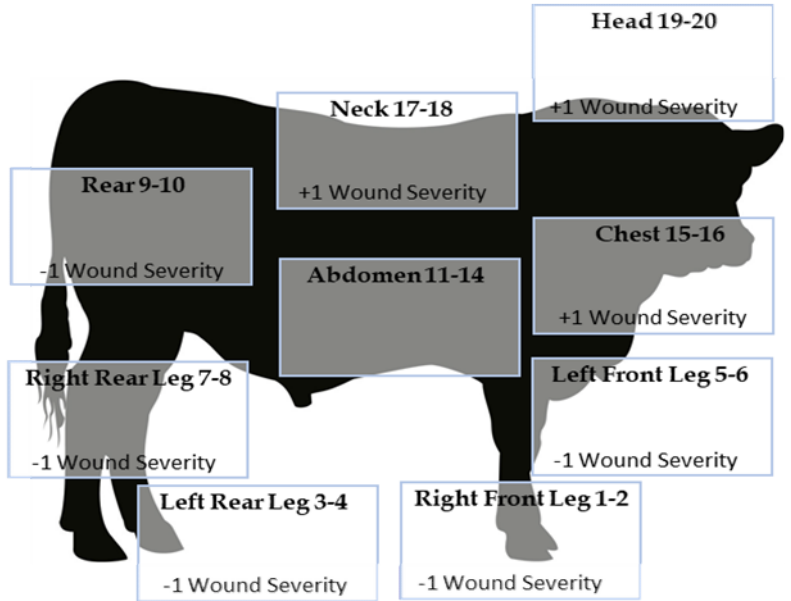 Head 19-20
+1 Wound Severity
Neck 17-18
+1 Wound Severity
Rear 9-10
-1 Wound Severity
Chest 15-16
+1 Wound Severity
Abdomen 11-14
Right Rear Leg 7-8
-1 Wound Severity
Left Front Leg 5-6
-1 Wound Severity
Left Rear Leg 3-4
-1 Wound Severity
Right Front Leg 1-2
-1 Wound Severity